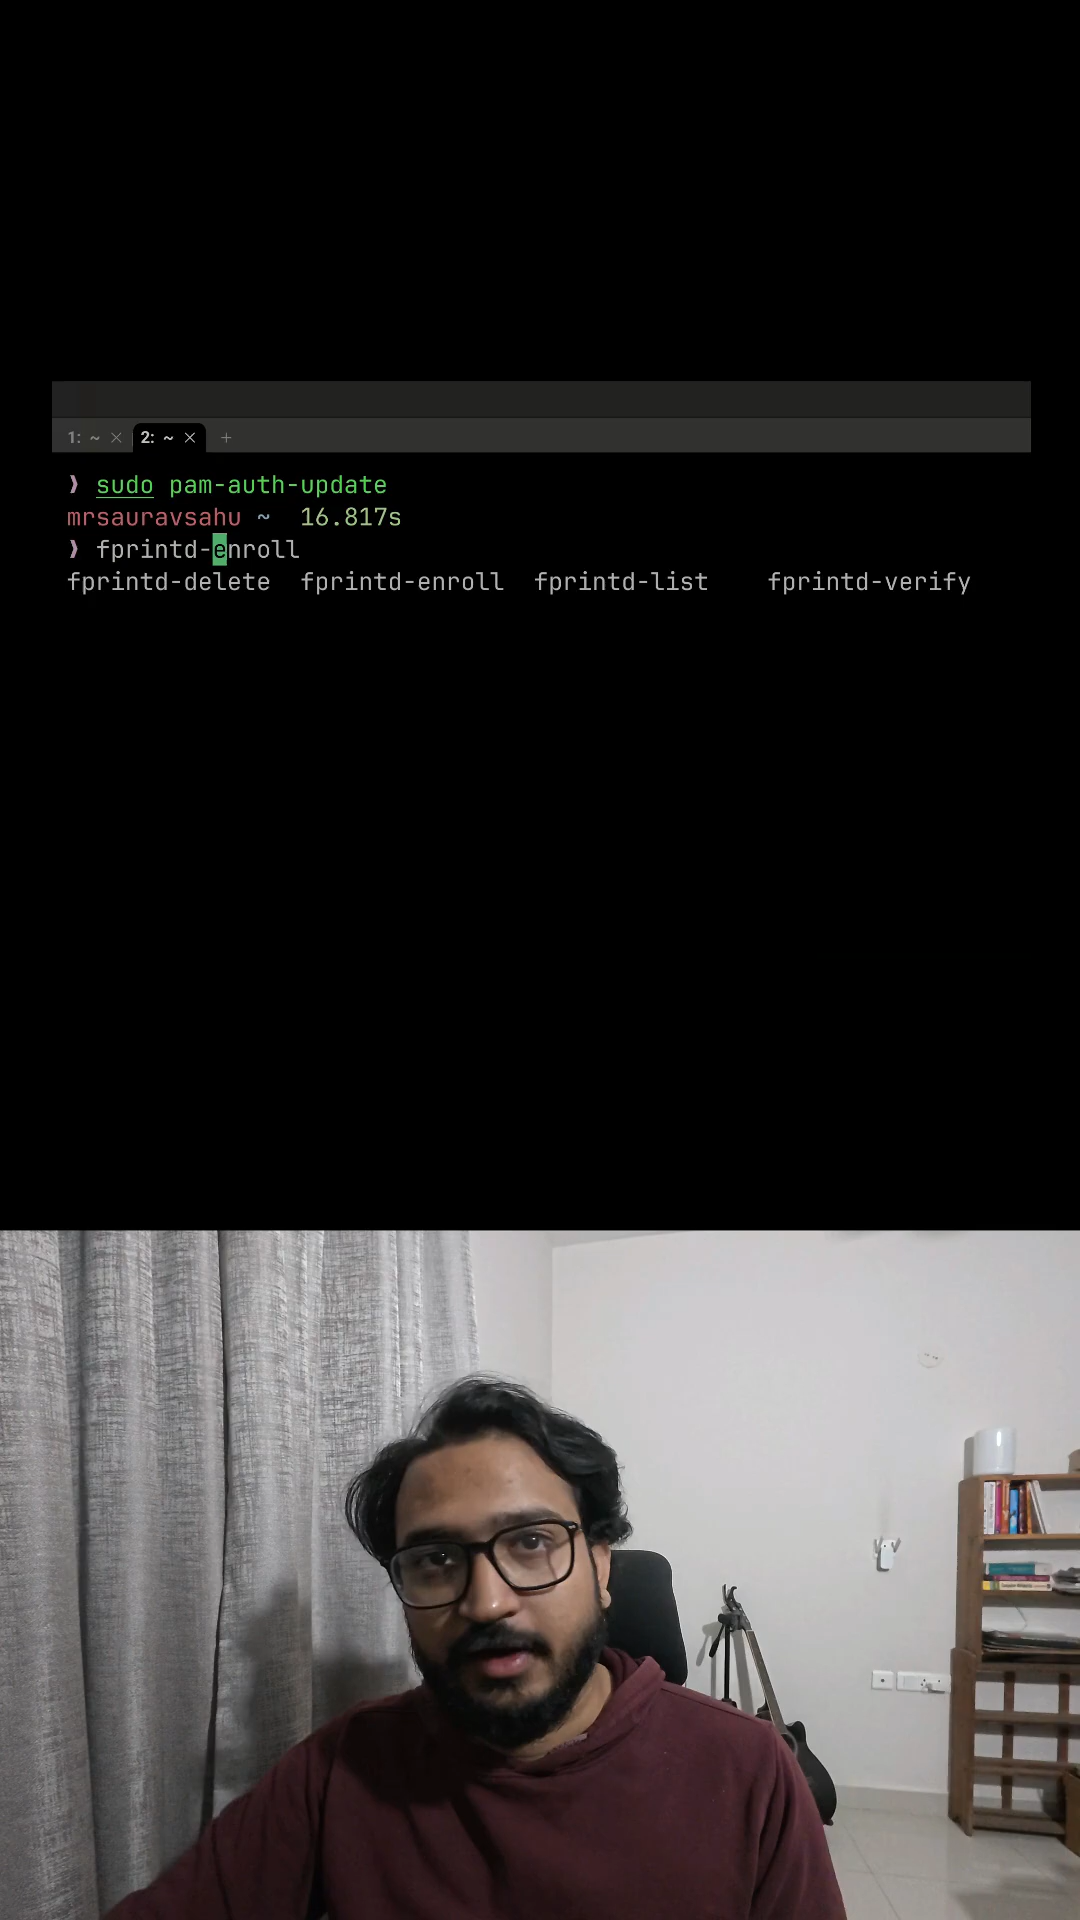 1: ~ × 2: ~ × +
❫ sudo pam-auth-update
mrsauravsahu ~ 16.817s
❫ fprintd-enroll
fprintd-delete fprintd-enroll fprintd-list fprintd-verify